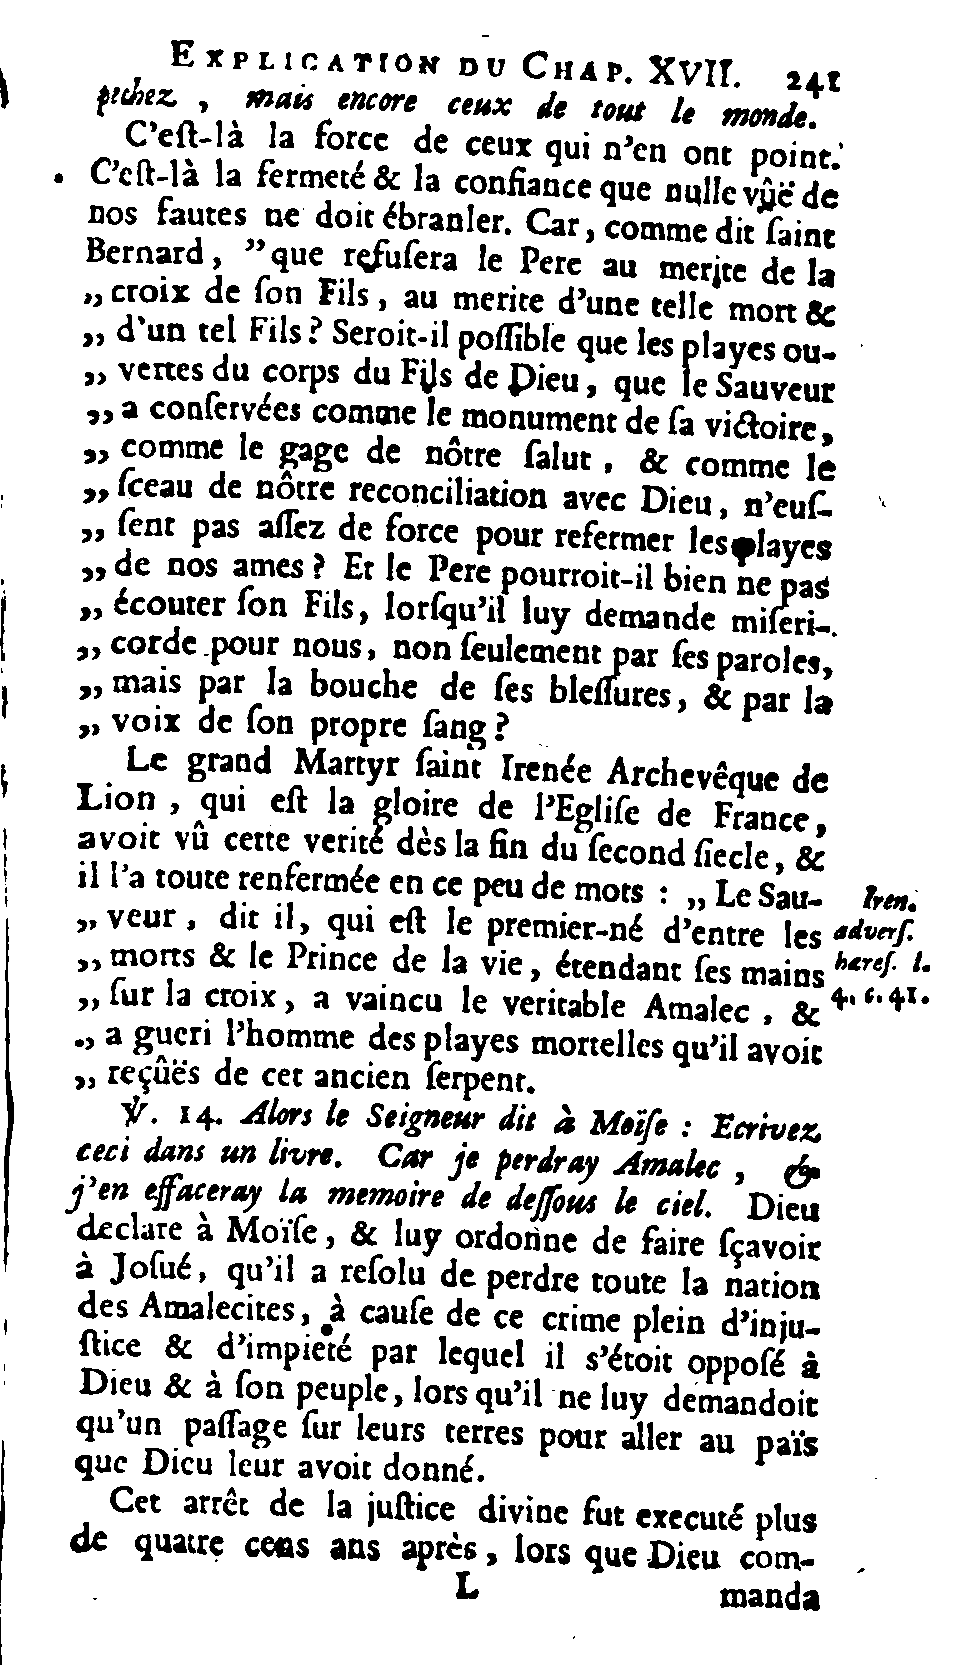 EXPLICATION DU CHAP. XVII. 241
pechez, mais encore ceux de tout le monde.
C'eſt-là la force de ceux qui n'en ont point.
C'eſt-là la fermeté & la confiance que nulle vûë de
nos fautes ne doit ébranler. Car, comme dit ſaint
Bernard, ”que refuſera le Pere au merite de la
„ croix de ſon Fils, au merite d'une telle mort &
„ d'un tel Fils? Seroit-il poſſible que les playes ou-
„ vertes du corps du Fils de Dieu, que le Sauveur
„ a conſervées comme le monument de ſa victoire,
„ comme le gage de nôtre ſalut, & comme le
„ ſceau de nôtre reconciliation avec Dieu, n'euſ-
„ ſent pas aſſez de force pour refermer les playes
„ de nos ames? Et le Pere pourroit-il bien ne pas
„ écouter ſon Fils, lorſqu'il luy demande miſeri-
„ corde pour nous, non ſeulement par ſes paroles,
„ mais par la bouche de ſes bleſſures, & par la
„ voix de ſon propre ſang?
Le grand Martyr ſaint Irenée Archevêque de
Lion, qui eſt la gloire de l'Egliſe de France,
avoit vû cette verité dès la fin du ſecond ſiecle, &
il l'a toute renfermée en ce peu de mots : „ Le Sau-
„ veur, dit il, qui eſt le premier-né d'entre les
„ morts & le Prince de la vie, étendant ſes mains
„ ſur la croix, a vaincu le veritable Amalec, &
„ a gueri l'homme des playes mortelles qu'il avoit
„ reçûës de cet ancien ſerpent.
Iren.
adverſ.
hæreſ. l.
4. c. 41.
℣. 14. Alors le Seigneur dit à Moïſe : Ecrivez
ceci dans un livre. Car je perdray Amalec, &
j'en effaceray la memoire de deſſous le ciel. Dieu
declare à Moïſe, & luy ordonne de faire ſçavoir
à Joſué, qu'il a reſolu de perdre toute la nation
des Amalecites, à cauſe de ce crime plein d'inju-
ſtice & d'impieté par lequel il s'étoit oppoſé à
Dieu & à ſon peuple, lors qu'il ne luy demandoit
qu'un paſſage ſur leurs terres pour aller au païs
que Dieu leur avoit donné.
Cet arrêt de la juſtice divine fut executé plus
de quatre cens ans après, lors que Dieu com-
L manda